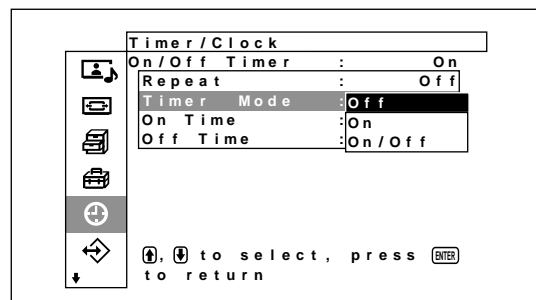 Timer/Clock
On/Off Timer : On
Repeat : Off
Timer Mode : Off
On Time : On
Off Time : On/Off
, to select, press ENTER
to return